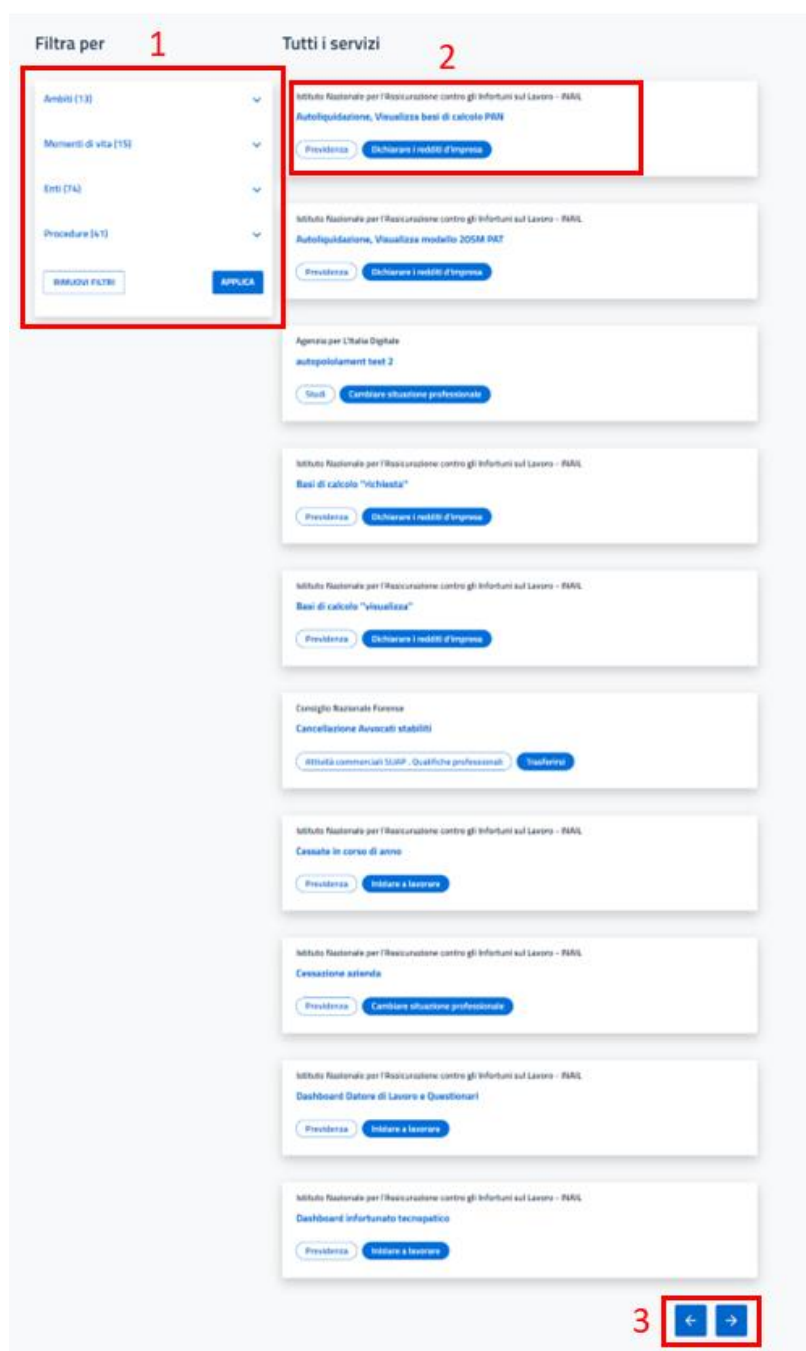 Filtra per
1
Ambiti (13)
Momenti di vita (15)
Enti (74)
Procedure (41)
RIMUOVI FILTRI
APPLICA
Tutti i servizi
2
Istituto Nazionale per l'Assicurazione contro gli Infortuni sul Lavoro - INAIL
Autoliquidazione, Visualizza basi di calcolo PAN
Previdenza
Dichiarare i redditi d'impresa
Istituto Nazionale per l'Assicurazione contro gli Infortuni sul Lavoro - INAIL
Autoliquidazione, Visualizza modello 20SM PAT
Previdenza
Dichiarare i redditi d'impresa
Agenzia per L'Italia Digitale
autopololament test 2
Studi
Cambiare situazione professionale
Istituto Nazionale per l'Assicurazione contro gli Infortuni sul Lavoro - INAIL
Basi di calcolo "richiesta"
Previdenza
Dichiarare i redditi d'impresa
Istituto Nazionale per l'Assicurazione contro gli Infortuni sul Lavoro - INAIL
Basi di calcolo "visualizza"
Previdenza
Dichiarare i redditi d'impresa
Consiglio Nazionale Forense
Cancellazione Avvocati stabiliti
Attività commerciali SUAP , Qualifiche professionali
Trasferirsi
Istituto Nazionale per l'Assicurazione contro gli Infortuni sul Lavoro - INAIL
Cessate in corso di anno
Previdenza
Iniziare a lavorare
Istituto Nazionale per l'Assicurazione contro gli Infortuni sul Lavoro - INAIL
Cessazione azienda
Previdenza
Cambiare situazione professionale
Istituto Nazionale per l'Assicurazione contro gli Infortuni sul Lavoro - INAIL
Dashboard Datore di Lavoro e Questionari
Previdenza
Iniziare a lavorare
Istituto Nazionale per l'Assicurazione contro gli Infortuni sul Lavoro - INAIL
Dashboard infortunato tecnopatico
Previdenza
Iniziare a lavorare
3